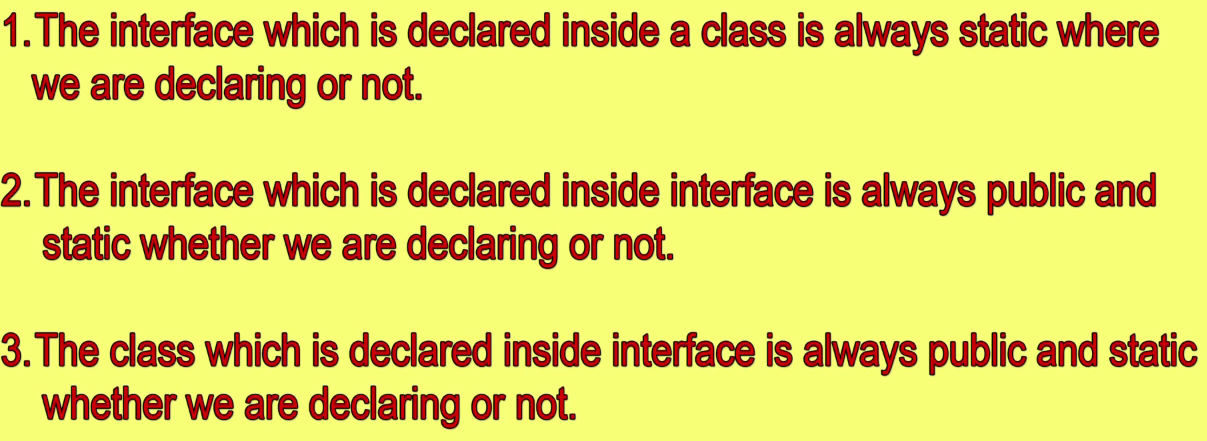 1.The interface which is declared inside a class is always static where
we are declaring or not.
2.The interface which is declared inside interface is always public and
static whether we are declaring or not.
3.The class which is declared inside interface is always public and static
whether we are declaring or not.